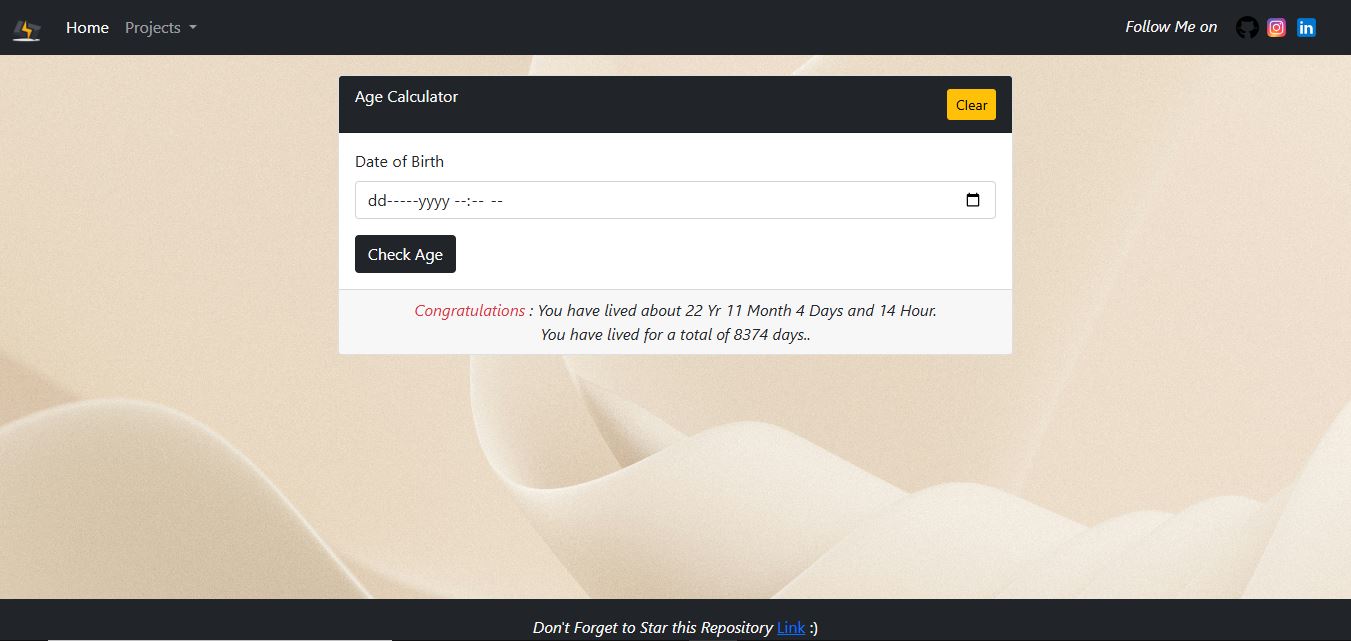 Home Projects Follow Me on
Age Calculator Clear
Date of Birth
dd-----yyyy --:-- --
Check Age
Congratulations : You have lived about 22 Yr 11 Month 4 Days and 14 Hour.
You have lived for a total of 8374 days..
Don't Forget to Star this Repository Link :)